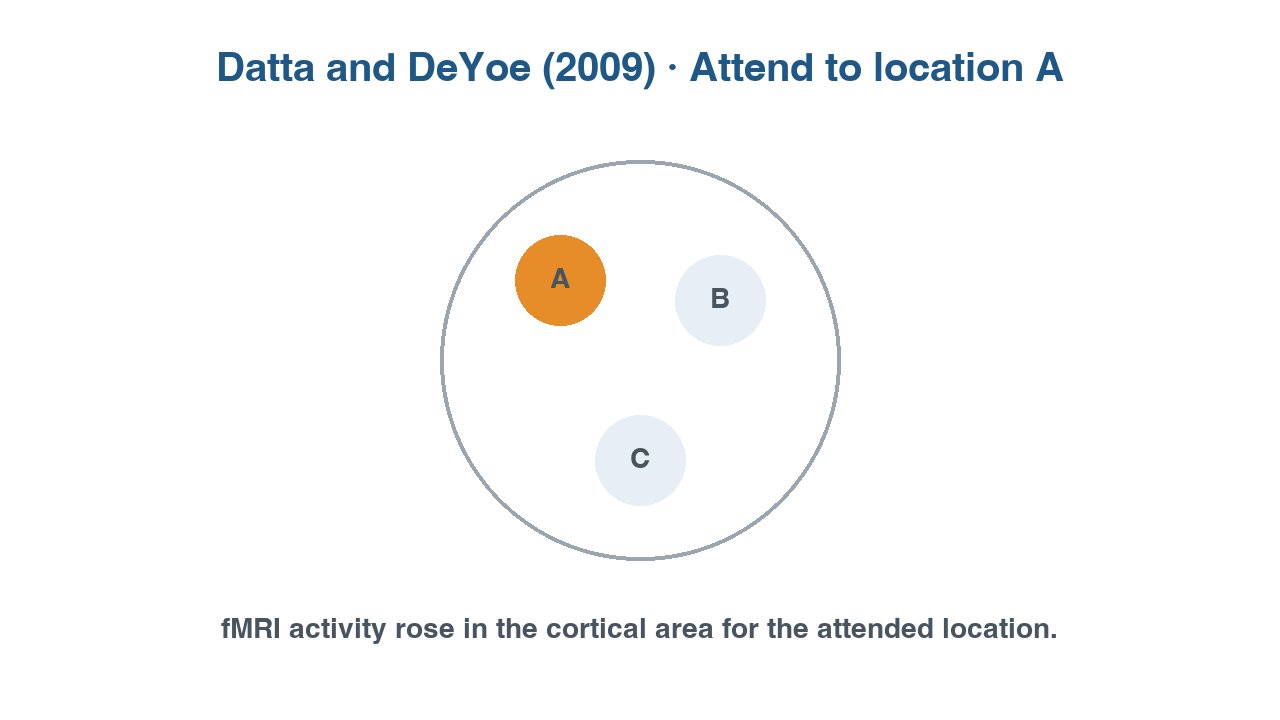 Datta and DeYoe (2009) · Attend to location A
A
B
C
fMRI activity rose in the cortical area for the attended location.